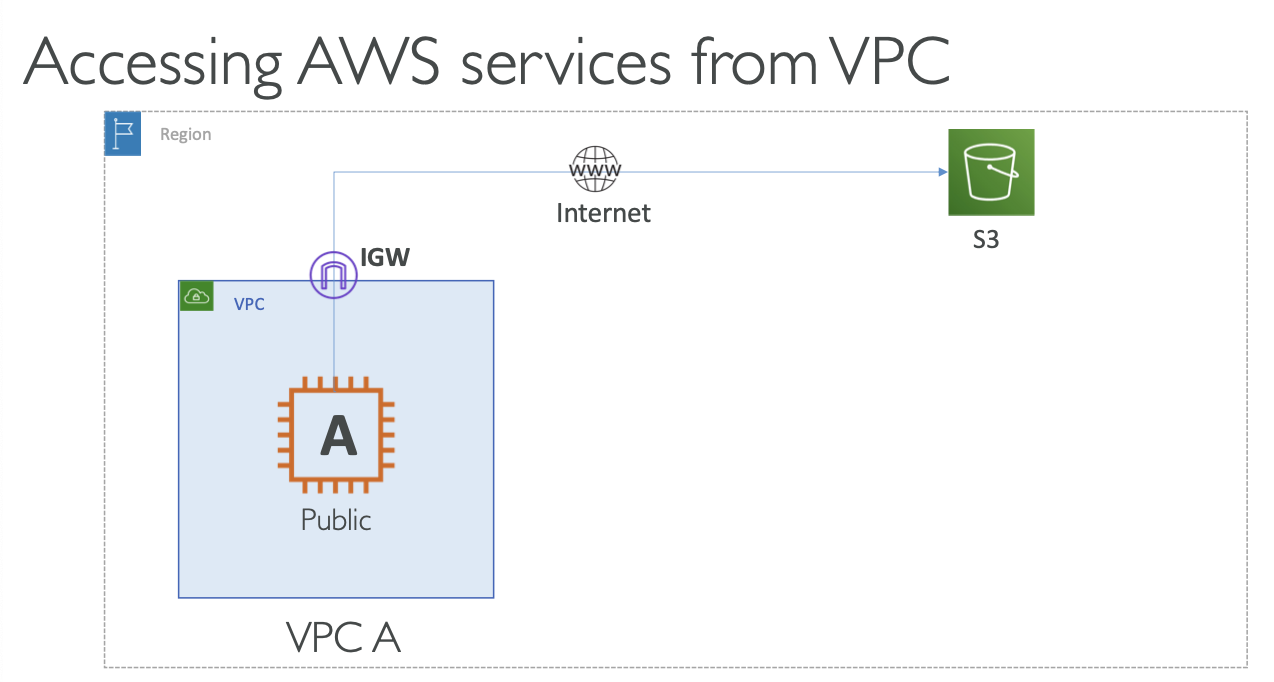 Accessing AWS services from VPC
Region
WWW
Internet
S3
IGW
VPC
A
Public
VPC A